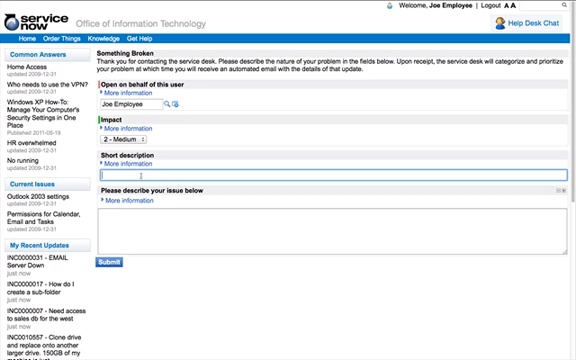 Welcome, Joe Employee | Logout A A
service now Office of Information Technology
Help Desk Chat
Home Order Things Knowledge Get Help
Common Answers
Home Access
updated 2009-12-31
Who needs to use the VPN?
updated 2009-12-31
Windows XP How-To:
Manage Your Computer's
Security Settings in One
Place
Published 2011-05-19
HR overwhelmed
updated 2009-12-31
No running
updated 2009-12-31
Current Issues
Outlook 2003 settings
updated 2009-12-31
Permissions for Calendar,
Email and Tasks
updated 2009-12-31
My Recent Updates
INC0000031 - EMAIL
Server Down
just now
INC0000017 - How do I
create a sub-folder
just now
INC0000007 - Need access
to sales db for the west
just now
INC0010557 - Clone drive
and replace onto another
larger drive. 150GB of my
Something Broken
Thank you for contacting the service desk. Please describe the nature of your problem in the fields below. Upon receipt, the service desk will categorize and prioritize
your problem at which time you will receive an automated email with the details of that update.
Open on behalf of this user
More information
Joe Employee
Impact
More information
2 - Medium
Short description
More information
Please describe your issue below
More information
Submit